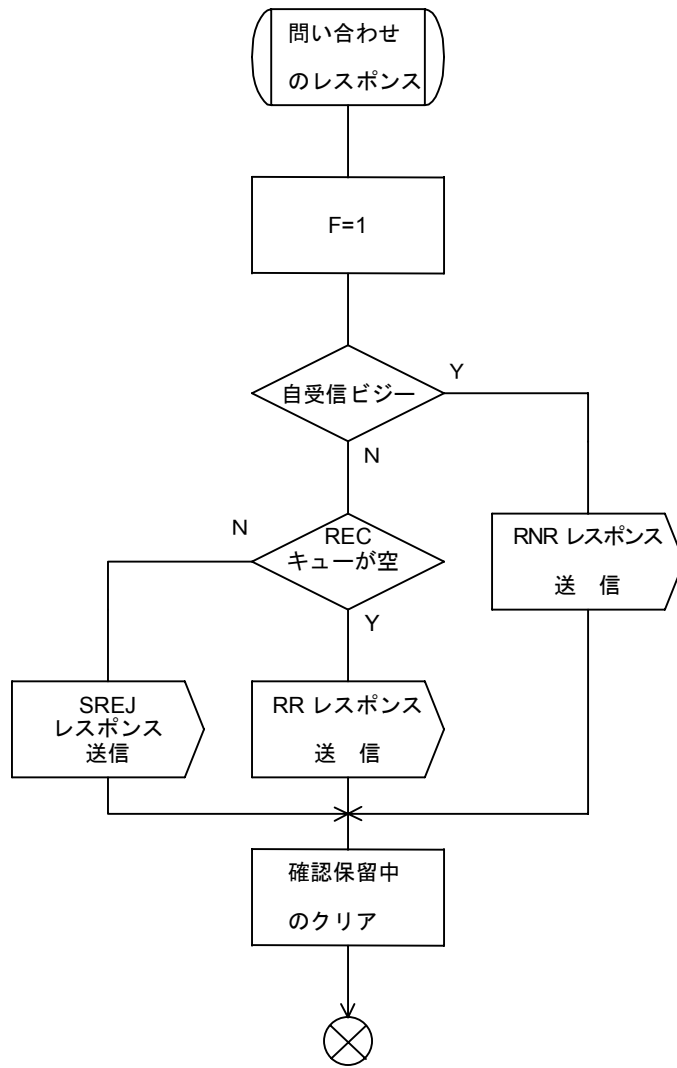 問い合わせ
のレスポンス
F=1
自受信ビジー
Y
N
REC
キューが空
N
Y
RNR レスポンス
送　信
SREJ
レスポンス
送信
RR レスポンス
送　信
確認保留中
のクリア